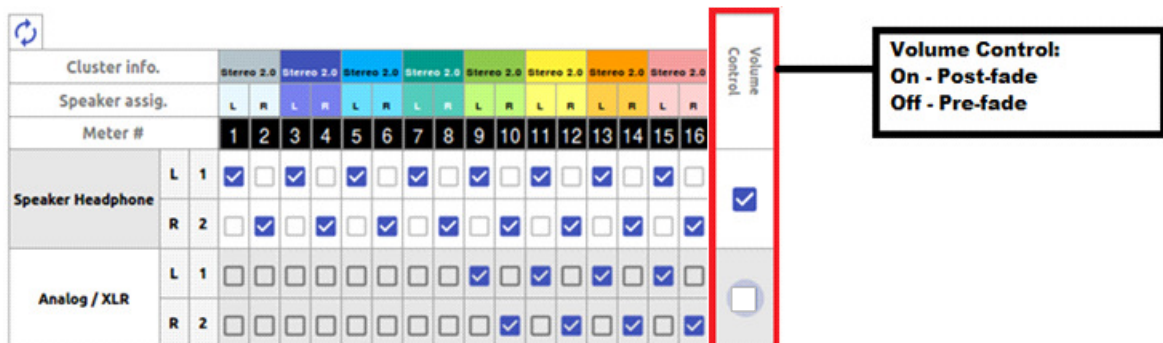 Cluster info. Stereo 2.0 Stereo 2.0 Stereo 2.0 Stereo 2.0 Stereo 2.0 Stereo 2.0 Stereo 2.0 Stereo 2.0
Speaker assig. L R L R L R L R L R L R L R L R
Meter # 1 2 3 4 5 6 7 8 9 10 11 12 13 14 15 16
Volume
Control
Speaker Headphone
L 1
R 2
Analog / XLR
L 1
R 2
Volume Control:
On - Post-fade
Off - Pre-fade